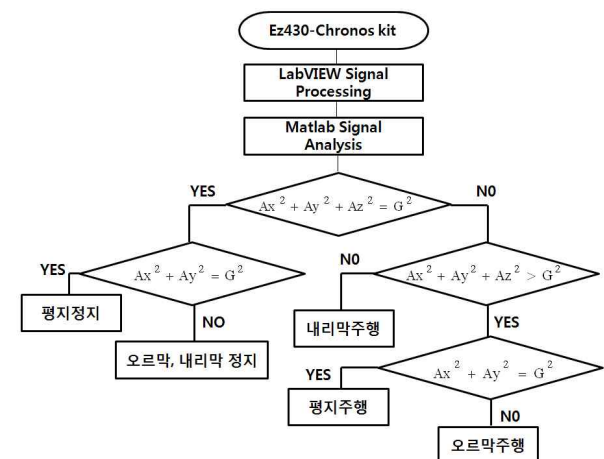 Ez430-Chronos kit
LabVIEW Signal
Processing
Matlab Signal
Analysis
YES
N0
Ax² + Ay² + Az² = G²
YES
Ax² + Ay² = G²
N0
Ax² + Ay² + Az² > G²
평지정지
NO
내리막주행
YES
오르막, 내리막 정지
YES
Ax² + Ay² = G²
평지주행
N0
오르막주행